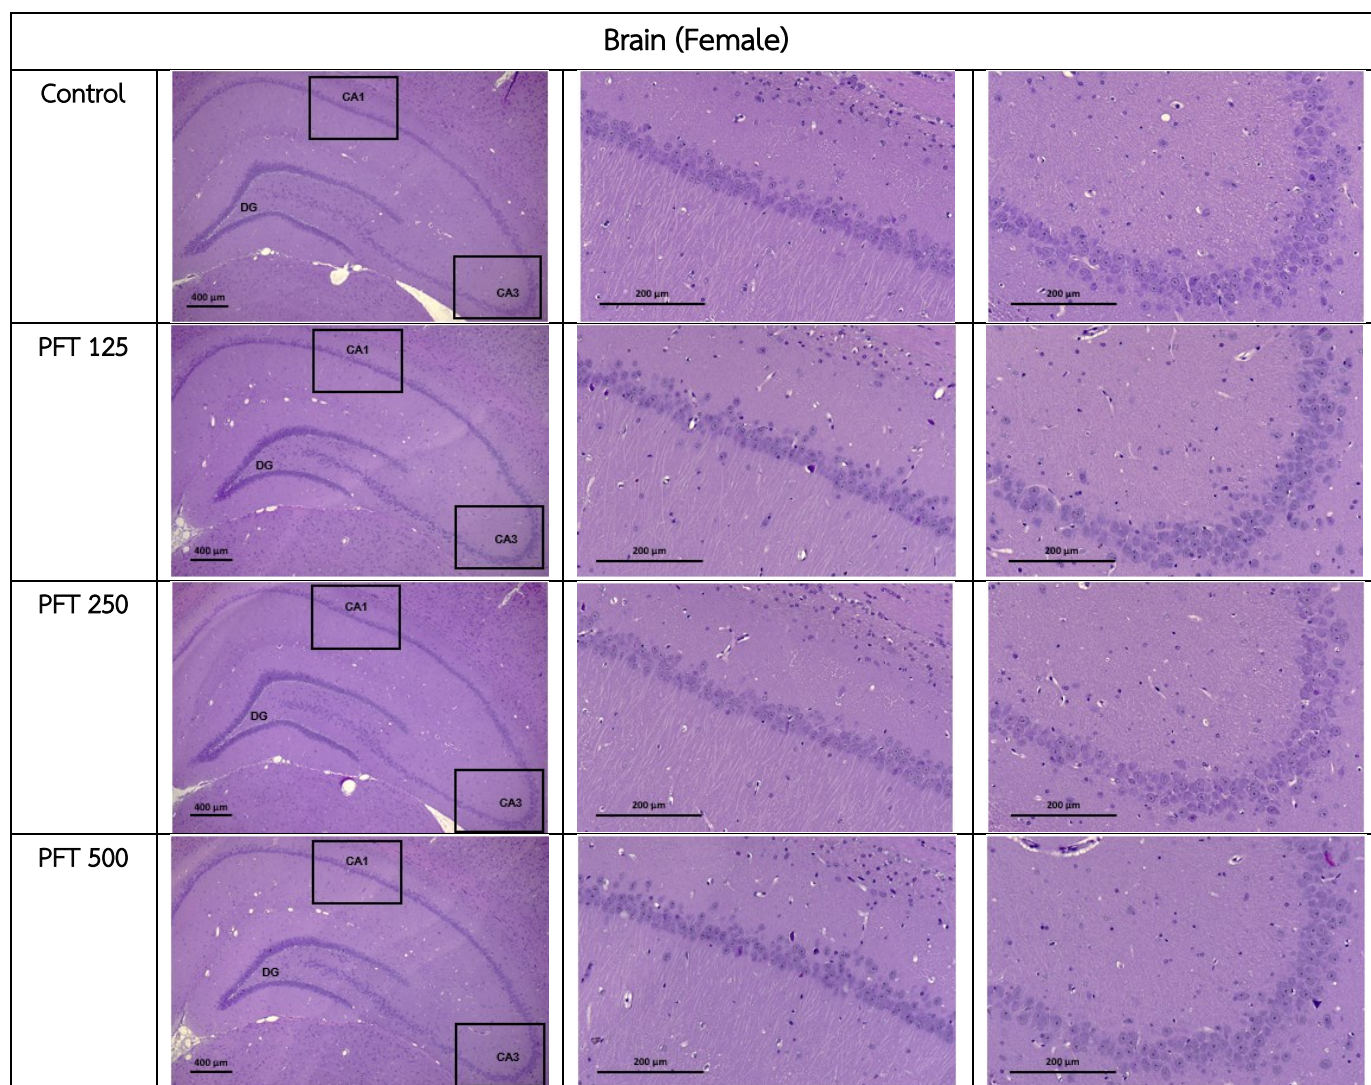 Brain (Female)
Control
CA1
DG
CA3
400 µm
200 µm
200 µm
PFT 125
CA1
DG
CA3
400 µm
200 µm
200 µm
PFT 250
CA1
DG
CA3
400 µm
200 µm
200 µm
PFT 500
CA1
DG
CA3
400 µm
200 µm
200 µm